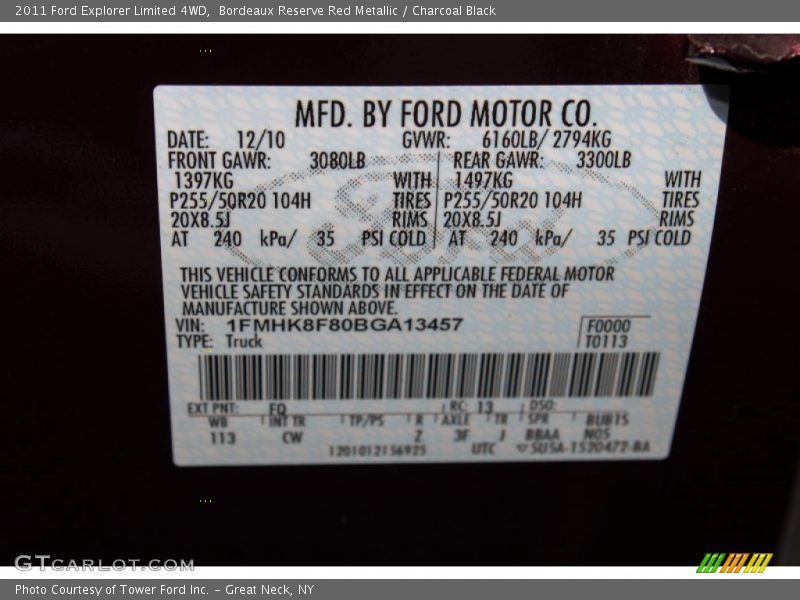 2011 Ford Explorer Limited 4WD, Bordeaux Reserve Red Metallic / Charcoal Black
MFD. BY FORD MOTOR CO.
DATE: 12/10 GVWR: 6160LB/ 2794KG
FRONT GAWR: 3080LB REAR GAWR: 3300LB
1397KG WITH 1497KG WITH
P255/50R20 104H TIRES P255/50R20 104H TIRES
20X8.5J RIMS 20X8.5J RIMS
AT 240 kPa/ 35 PSI COLD AT 240 kPa/ 35 PSI COLD
Ford
THIS VEHICLE CONFORMS TO ALL APPLICABLE FEDERAL MOTOR
VEHICLE SAFETY STANDARDS IN EFFECT ON THE DATE OF
MANUFACTURE SHOWN ABOVE.
VIN: 1FMHK8F80BGA13457 F0000
TYPE: Truck T0113
EXT PNT: FQ RC: 13 DSO:
WB INT TR TP/PS R AXLE TR SPR BUBTS
113 CW Z 3F J BBAA NOS
1201012156925 UTC ▽SU5A-1520472-BA
GTCARLOT.COM
Photo Courtesy of Tower Ford Inc. – Great Neck, NY